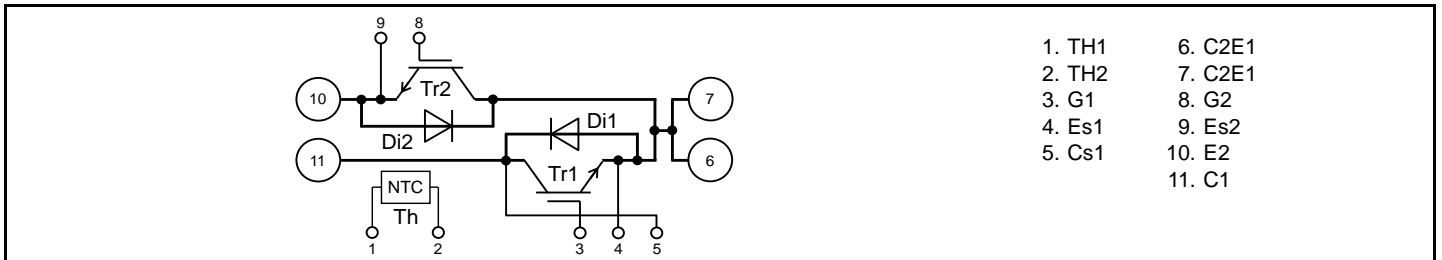 9 8
1. TH1 6. C2E1
2. TH2 7. C2E1
Tr2
3. G1 8. G2
10 7
4. Es1 9. Es2
Di1
Di2
5. Cs1 10. E2
11 Tr1 6
11. C1
NTC
Th
1 2 3 4 5